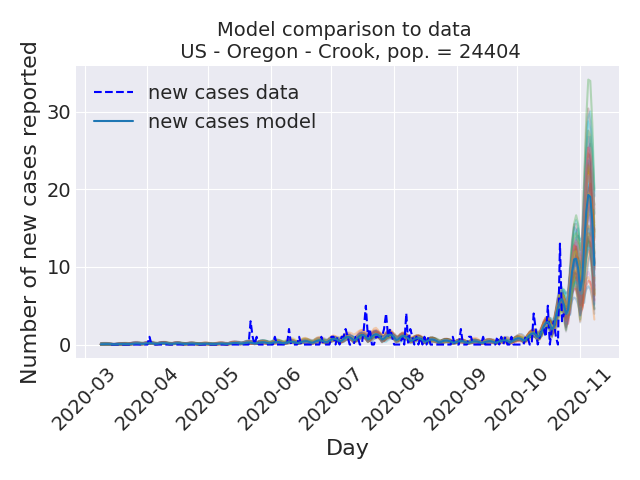 Model comparison to data
US - Oregon - Crook, pop. = 24404
Number of new cases reported
30
20
10
0
new cases data
new cases model
2020-03
2020-04
2020-05
2020-06
2020-07
2020-08
2020-09
2020-10
2020-11
Day